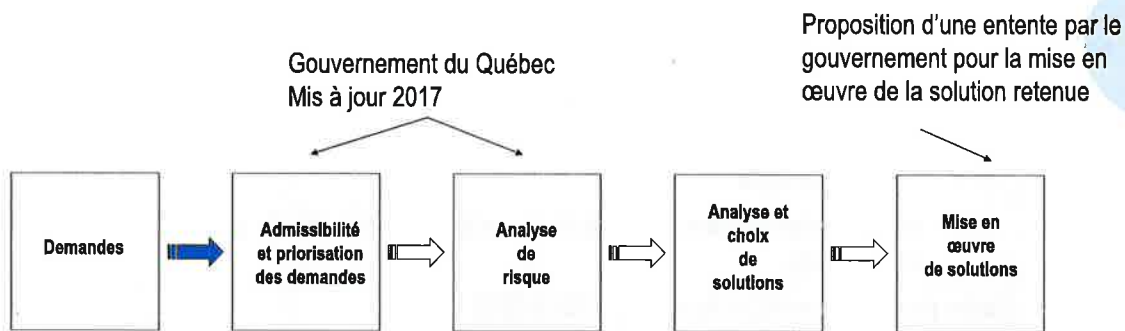 Proposition d'une entente par le
gouvernement pour la mise en
œuvre de la solution retenue
Gouvernement du Québec
Mis à jour 2017
Demandes
Admissibilité
et priorisation
des demandes
Analyse
de
risque
Analyse et
choix
de
solutions
Mise en
œuvre
de solutions